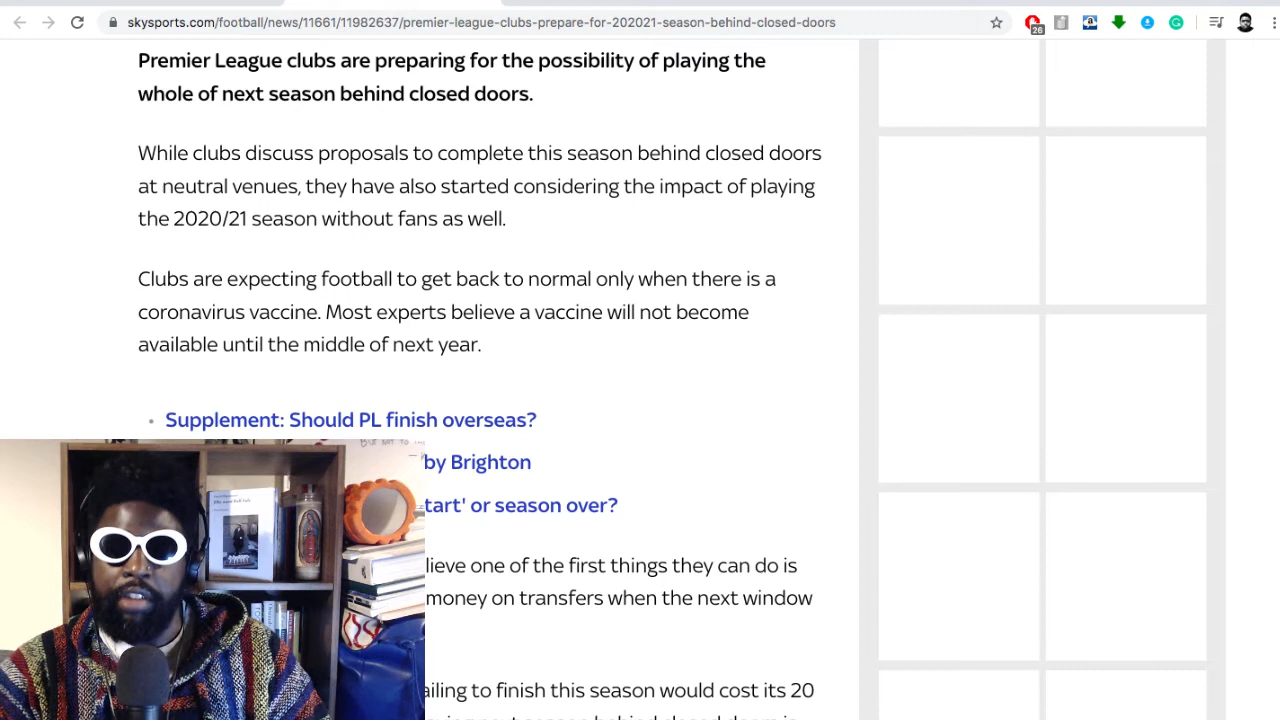 skysports.com/football/news/11661/11982637/premier-league-clubs-prepare-for-202021-season-behind-closed-doors
26
Premier League clubs are preparing for the possibility of playing the
whole of next season behind closed doors.
While clubs discuss proposals to complete this season behind closed doors
at neutral venues, they have also started considering the impact of playing
the 2020/21 season without fans as well.
Clubs are expecting football to get back to normal only when there is a
coronavirus vaccine. Most experts believe a vaccine will not become
available until the middle of next year.
Supplement: Should PL finish overseas?
by Brighton
tart' or season over?
lieve one of the first things they can do is
money on transfers when the next window
ailing to finish this season would cost its 20